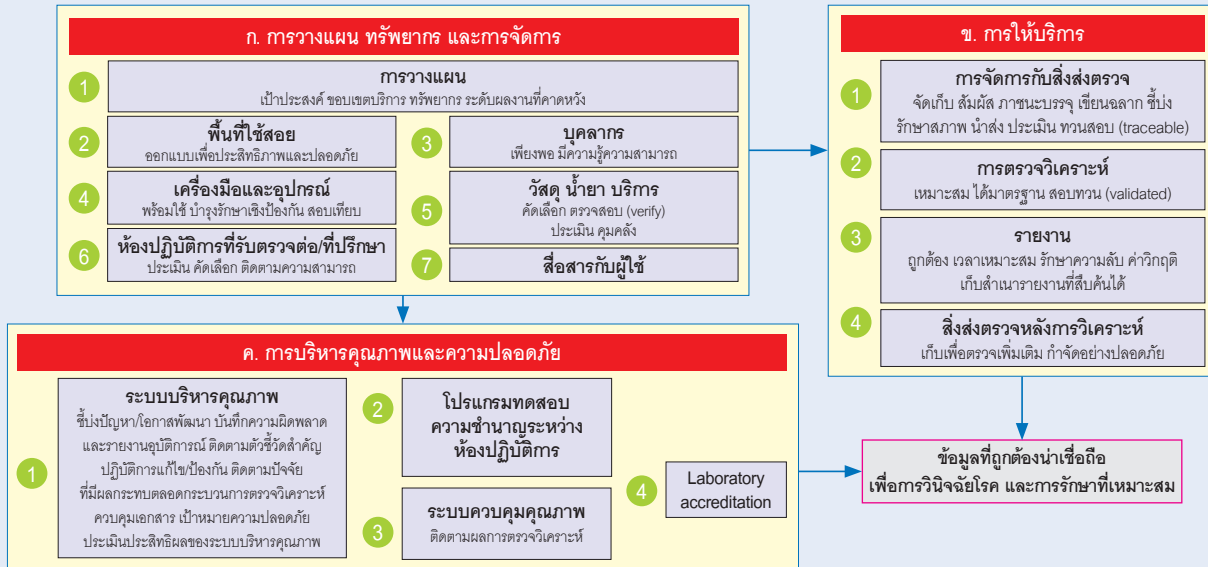 ก. การวางแผน ทรัพยากร และการจัดการ
1
การวางแผน
เป้าประสงค์ ขอบเขตบริการ ทรัพยากร ระดับผลงานที่คาดหวัง
2
พื้นที่ใช้สอย
ออกแบบเพื่อประสิทธิภาพและปลอดภัย
3
บุคลากร
เพียงพอ มีความรู้ความสามารถ
4
เครื่องมือและอุปกรณ์
พร้อมใช้ บำรุงรักษาเชิงป้องกัน สอบเทียบ
5
วัสดุ น้ำยา บริการ
คัดเลือก ตรวจสอบ (verify)
ประเมิน คุมคลัง
6
ห้องปฏิบัติการที่รับตรวจต่อ/ที่ปรึกษา
ประเมิน คัดเลือก ติดตามความสามารถ
7
สื่อสารกับผู้ใช้
ข. การให้บริการ
1
การจัดการกับสิ่งส่งตรวจ
จัดเก็บ สัมผัส ภาชนะบรรจุ เขียนฉลาก ชี้บ่ง
รักษาสภาพ นำส่ง ประเมิน ทวนสอบ (traceable)
2
การตรวจวิเคราะห์
เหมาะสม ได้มาตรฐาน สอบทวน (validated)
3
รายงาน
ถูกต้อง เวลาเหมาะสม รักษาความลับ ค่าวิกฤติ
เก็บสำเนารายงานที่สืบค้นได้
4
สิ่งส่งตรวจหลังการวิเคราะห์
เก็บเพื่อตรวจเพิ่มเติม กำจัดอย่างปลอดภัย
ค. การบริหารคุณภาพและความปลอดภัย
1
ระบบบริหารคุณภาพ
ชี้บ่งปัญหา/โอกาสพัฒนา บันทึกความผิดพลาด
และรายงานอุบัติการณ์ ติดตามตัวชี้วัดสำคัญ
ปฏิบัติการแก้ไข/ป้องกัน ติดตามปัจจัย
ที่มีผลกระทบตลอดกระบวนการตรวจวิเคราะห์
ควบคุมเอกสาร เป้าหมายความปลอดภัย
ประเมินประสิทธิผลของระบบบริหารคุณภาพ
2
โปรแกรมทดสอบ
ความชำนาญระหว่าง
ห้องปฏิบัติการ
3
ระบบควบคุมคุณภาพ
ติดตามผลการตรวจวิเคราะห์
4
Laboratory
accreditation
ข้อมูลที่ถูกต้องน่าเชื่อถือ
เพื่อการวินิจฉัยโรค และการรักษาที่เหมาะสม